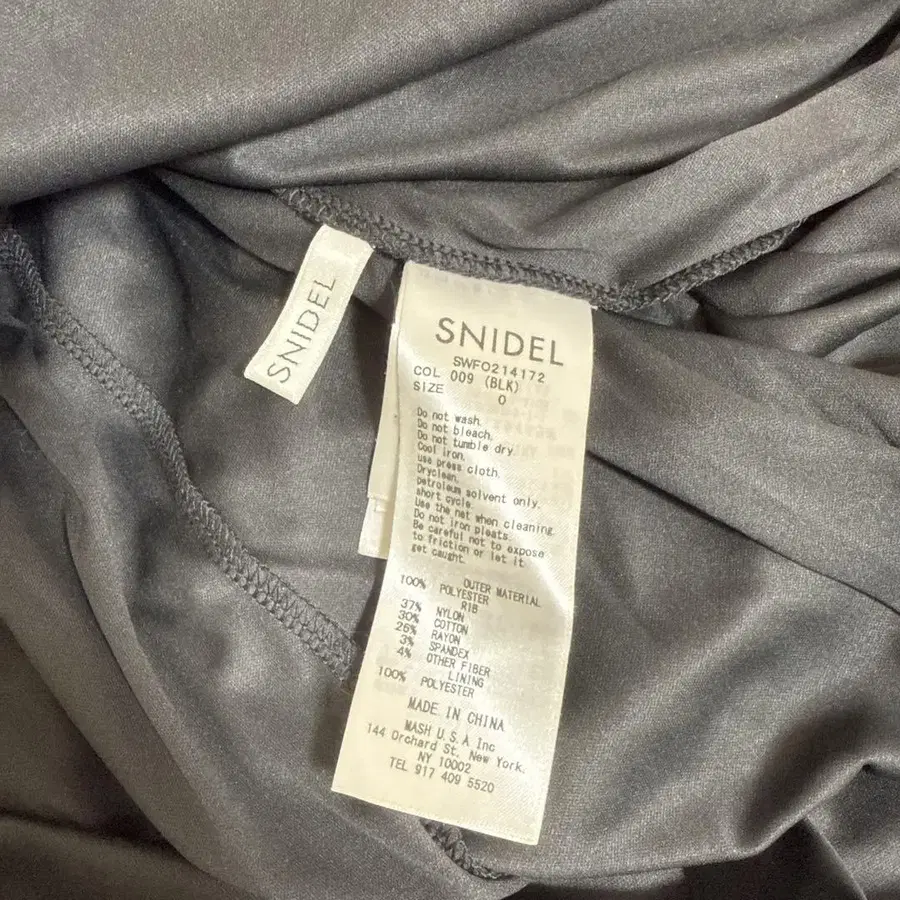 SNIDEL
SNIDEL
SWFO214172
COL 009 (BLK)
SIZE 0
Do not wash.
Do not bleach.
Do not tumble dry.
Cool iron.
use press cloth.
Dryclean.
petroleum solvent only.
short cycle.
Use the net when cleaning.
Do not iron pleats.
Be careful not to expose
to friction or let it
get caught.
OUTER MATERIAL
100% POLYESTER
RIB
37% NYLON
30% COTTON
26% RAYON
3% SPANDEX
4% OTHER FIBER
LINING
100% POLYESTER
MADE IN CHINA
MASH U.S.A Inc
144 Orchard St, New York,
NY 10002
TEL 917 409 5520